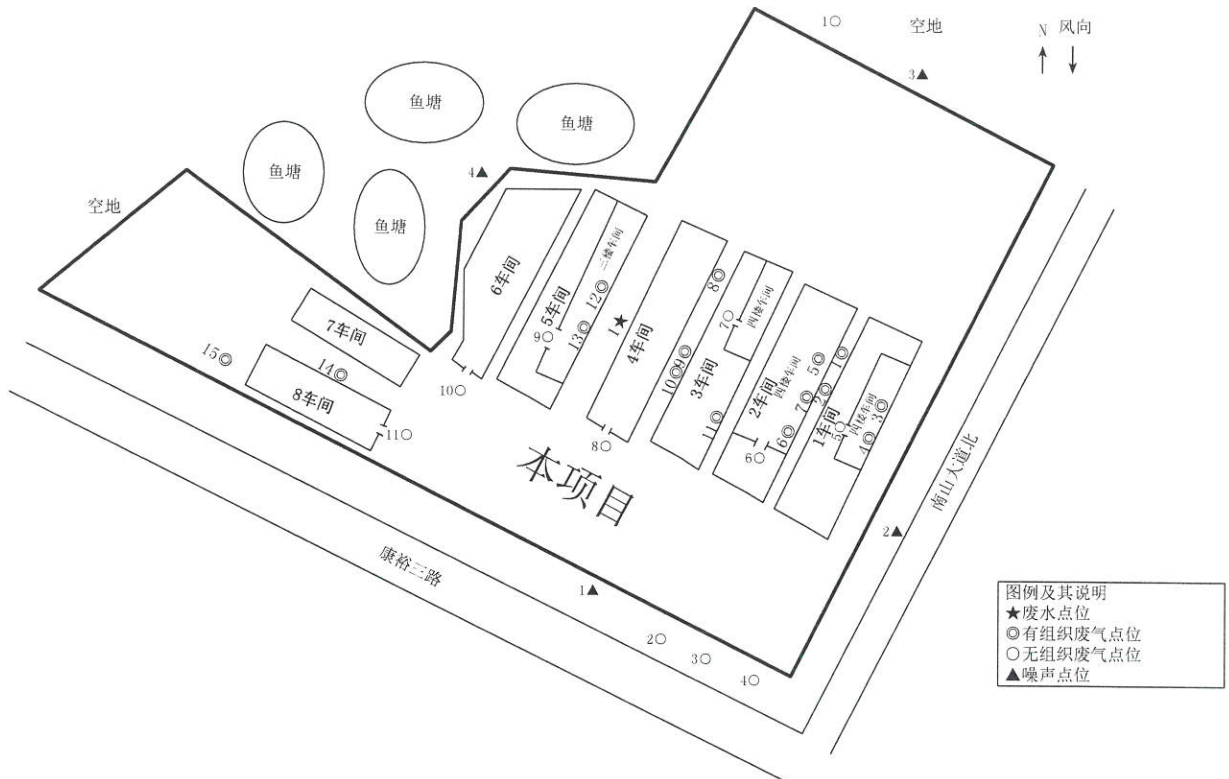 1○
空地
N 风向
3▲
鱼塘
鱼塘
鱼塘
4▲
鱼塘
空地
6车间
5车间
三楼车间
12◎
13◎
9○
1★
4车间
8◎
7○
四楼车间
3车间
9◎
10◎
11◎
2车间
四楼车间
5◎
7◎
6◎
6○
1◎
2◎
1车间
四楼车间
3◎
4◎
5○
7车间
15◎
14◎
8车间
10○
11○
8○
本项目
南山大道北
2▲
康裕三路
1▲
2○
3○
4○
图例及其说明
★废水点位
◎有组织废气点位
○无组织废气点位
▲噪声点位